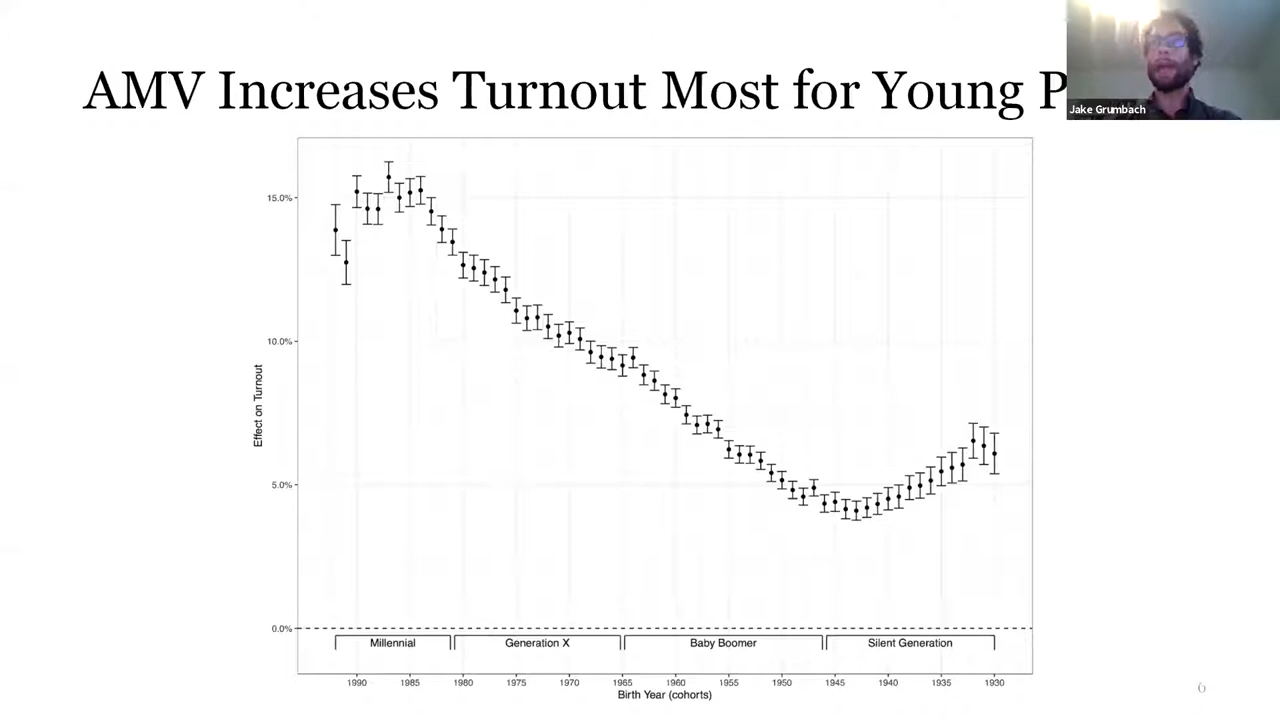 AMV Increases Turnout Most for Young P
Jake Grumbach
15.0%
10.0%
5.0%
0.0%
Effect on Turnout
Millennial Generation X Baby Boomer Silent Generation
1990 1985 1980 1975 1970 1965 1960 1955 1950 1945 1940 1935 1930
Birth Year (cohorts)
6